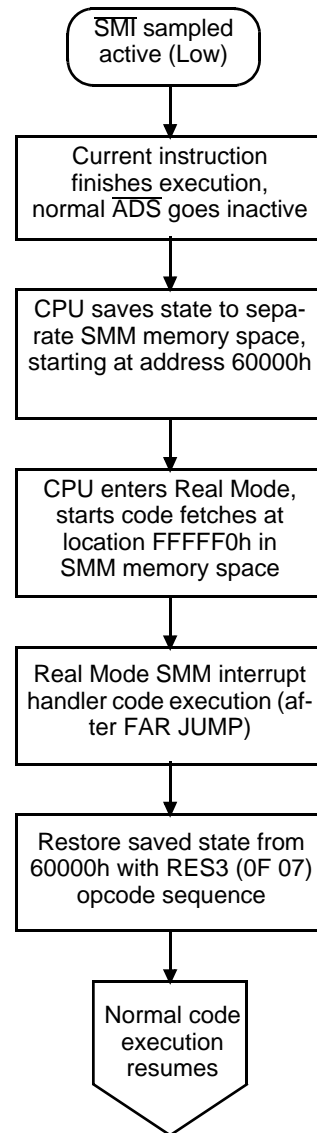 SMI sampled
active (Low)
Current instruction
finishes execution,
normal ADS goes inactive
CPU saves state to sepa-
rate SMM memory space,
starting at address 60000h
CPU enters Real Mode,
starts code fetches at
location FFFFF0h in
SMM memory space
Real Mode SMM interrupt
handler code execution (af-
ter FAR JUMP)
Restore saved state from
60000h with RES3 (0F 07)
opcode sequence
Normal code
execution
resumes